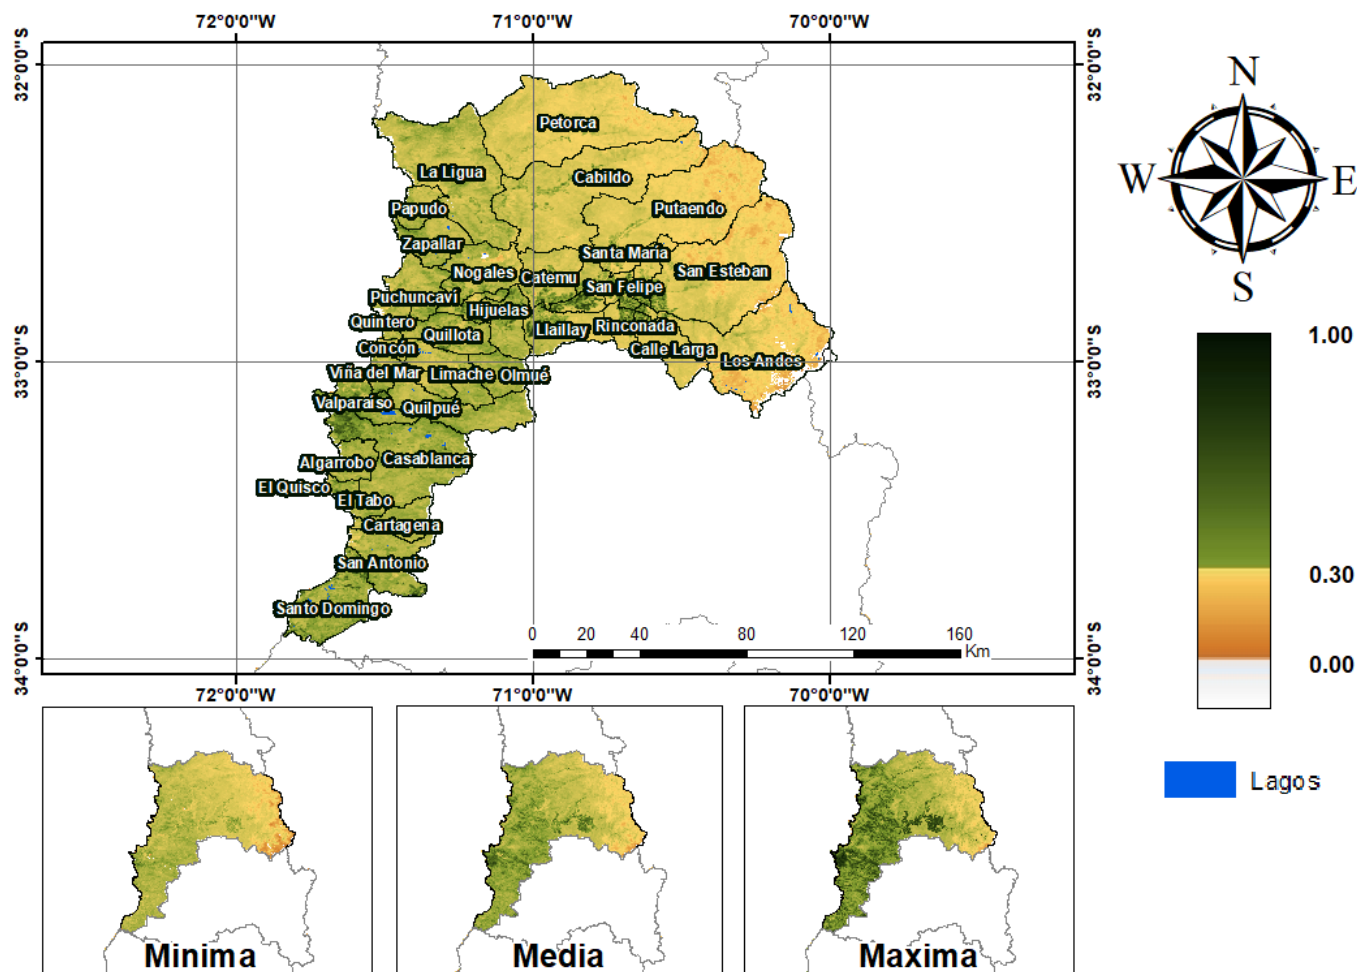 72°0'0"W 71°0'0"W 70°0'0"W
32°0'0"S 32°0'0"S
N
W E
S
Petorca
La Ligua
Cabildo
Papudo
Putaendo
Zapallar
Santa María
Nogales
Catemu
San Esteban
San Felipe
Puchuncaví
Hijuelas
Quintero
Quillota
Llaillay
Rinconada
Concón
Calle Larga
Los Andes
33°0'0"S 33°0'0"S
Viña del Mar
Limache
Olmué
Valparaíso
Quilpué
Algarrobo
Casablanca
El Quisco
El Tabo
Cartagena
San Antonio
Santo Domingo
0 20 40 80 120 160
Km
34°0'0"S 34°0'0"S
72°0'0"W 71°0'0"W 70°0'0"W
1.00
0.30
0.00
Lagos
Minima
Media
Maxima